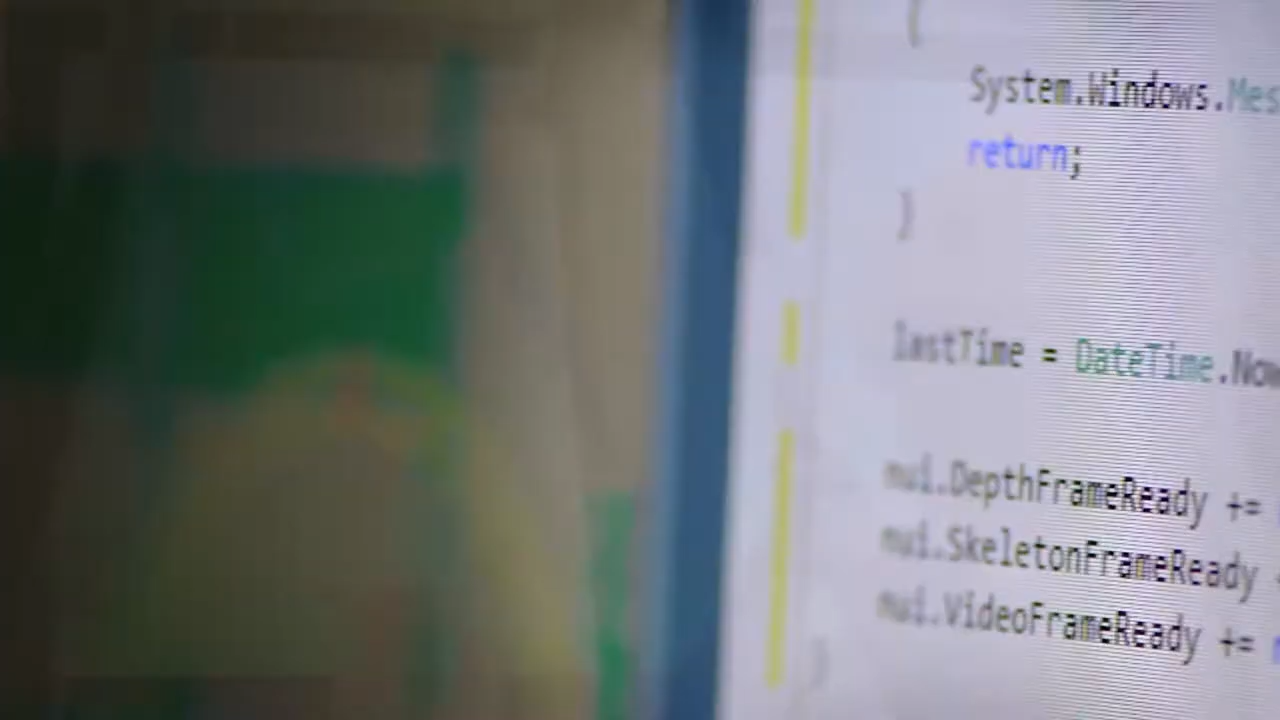 {
System.Windows.Mes
return;
}
lastTime = DateTime.Now
nui.DepthFrameReady +=
nui.SkeletonFrameReady
nui.VideoFrameReady +=
}